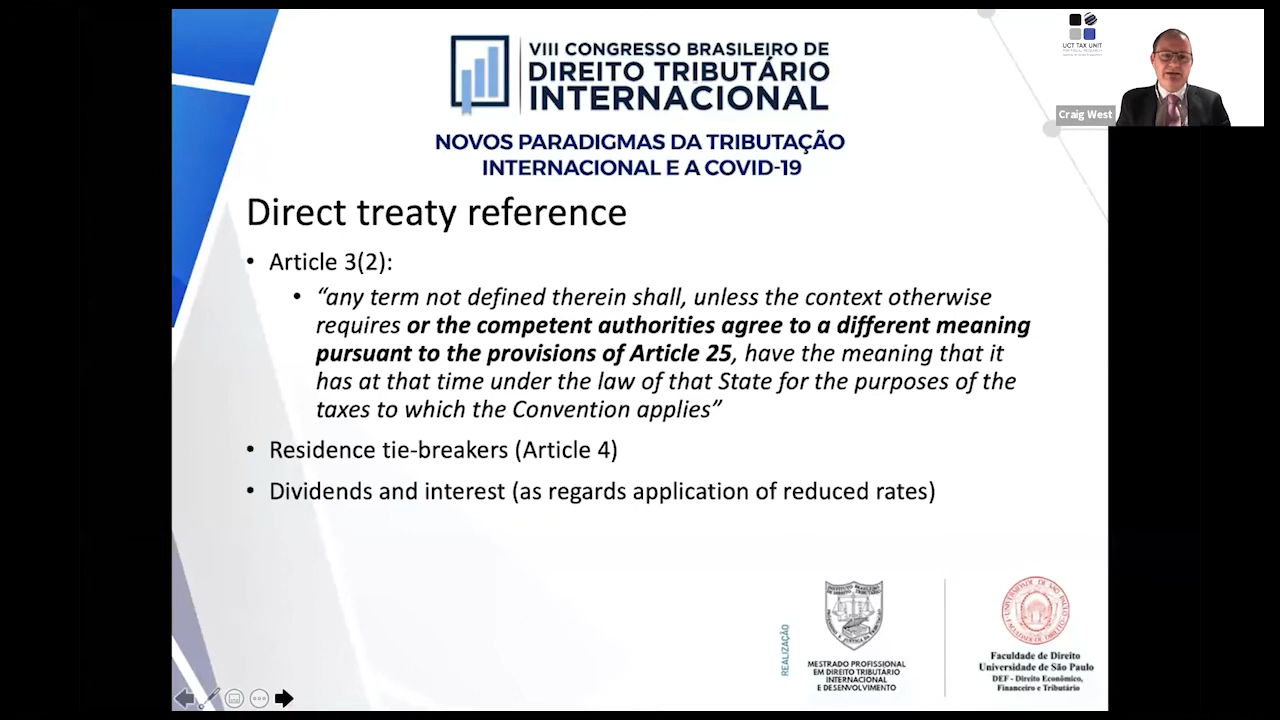 UCT TAX UNIT
Craig West
VIII CONGRESSO BRASILEIRO DE
DIREITO TRIBUTÁRIO
INTERNACIONAL
NOVOS PARADIGMAS DA TRIBUTAÇÃO
INTERNACIONAL E A COVID-19
Direct treaty reference
• Article 3(2):
• “any term not defined therein shall, unless the context otherwise
requires or the competent authorities agree to a different meaning
pursuant to the provisions of Article 25, have the meaning that it
has at that time under the law of that State for the purposes of the
taxes to which the Convention applies”
• Residence tie-breakers (Article 4)
• Dividends and interest (as regards application of reduced rates)
REALIZAÇÃO
MESTRADO PROFISSIONAL
EM DIREITO TRIBUTÁRIO
INTERNACIONAL
E DESENVOLVIMENTO
Faculdade de Direito
Universidade de São Paulo
DEF - Direito Econômico,
Financeiro e Tributário